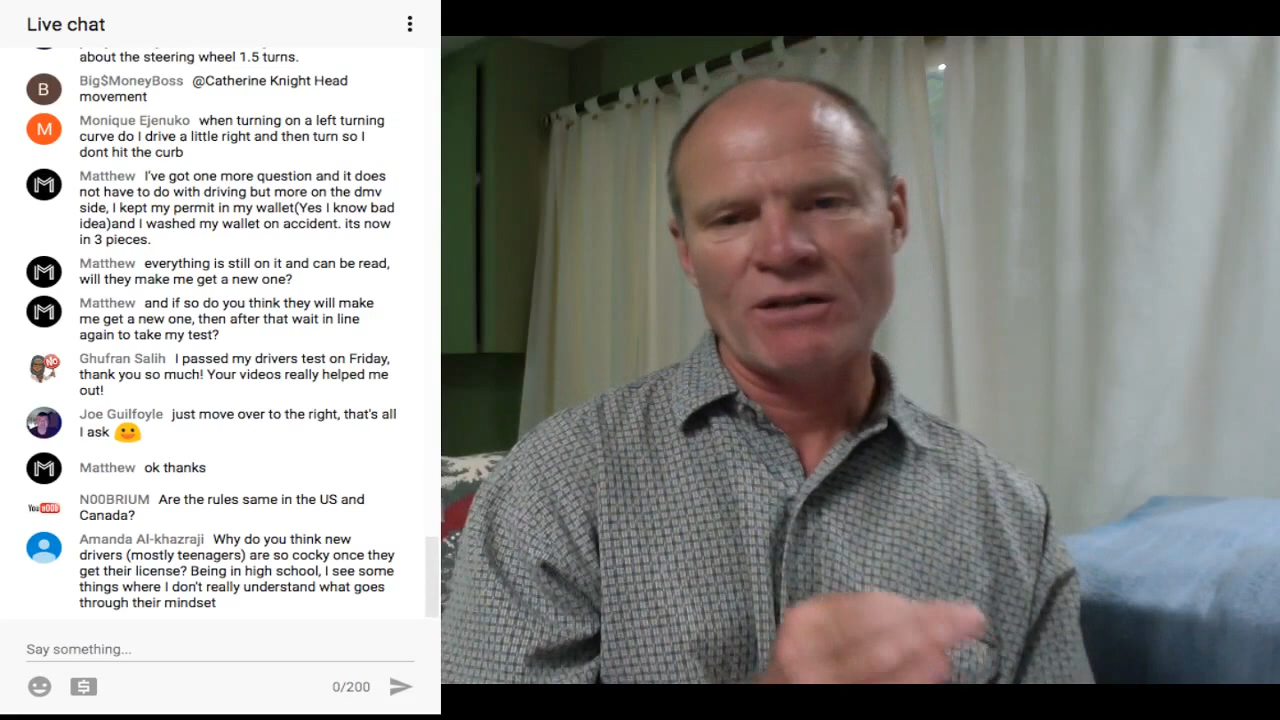 Live chat
about the steering wheel 1.5 turns.
B
Big$MoneyBoss @Catherine Knight Head
movement
M
Monique Ejenuko when turning on a left turning
curve do I drive a little right and then turn so I
dont hit the curb
M
Matthew I've got one more question and it does
not have to do with driving but more on the dmv
side, I kept my permit in my wallet(Yes I know bad
idea)and I washed my wallet on accident. its now
in 3 pieces.
M
Matthew everything is still on it and can be read,
will they make me get a new one?
M
Matthew and if so do you think they will make
me get a new one, then after that wait in line
again to take my test?
NO
Ghufran Salih I passed my drivers test on Friday,
thank you so much! Your videos really helped me
out!
Joe Guilfoyle just move over to the right, that's all
I ask
M
Matthew ok thanks
You N00B
N00BRIUM Are the rules same in the US and
Canada?
Amanda Al-khazraji Why do you think new
drivers (mostly teenagers) are so cocky once they
get their license? Being in high school, I see some
things where I don't really understand what goes
through their mindset
Say something...
$
0/200